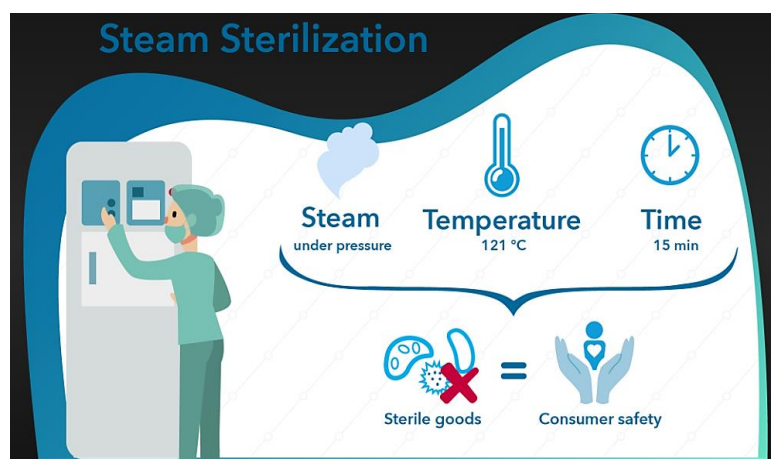 Steam Sterilization
Steam
under pressure
Temperature
121 °C
Time
15 min
Sterile goods
=
Consumer safety